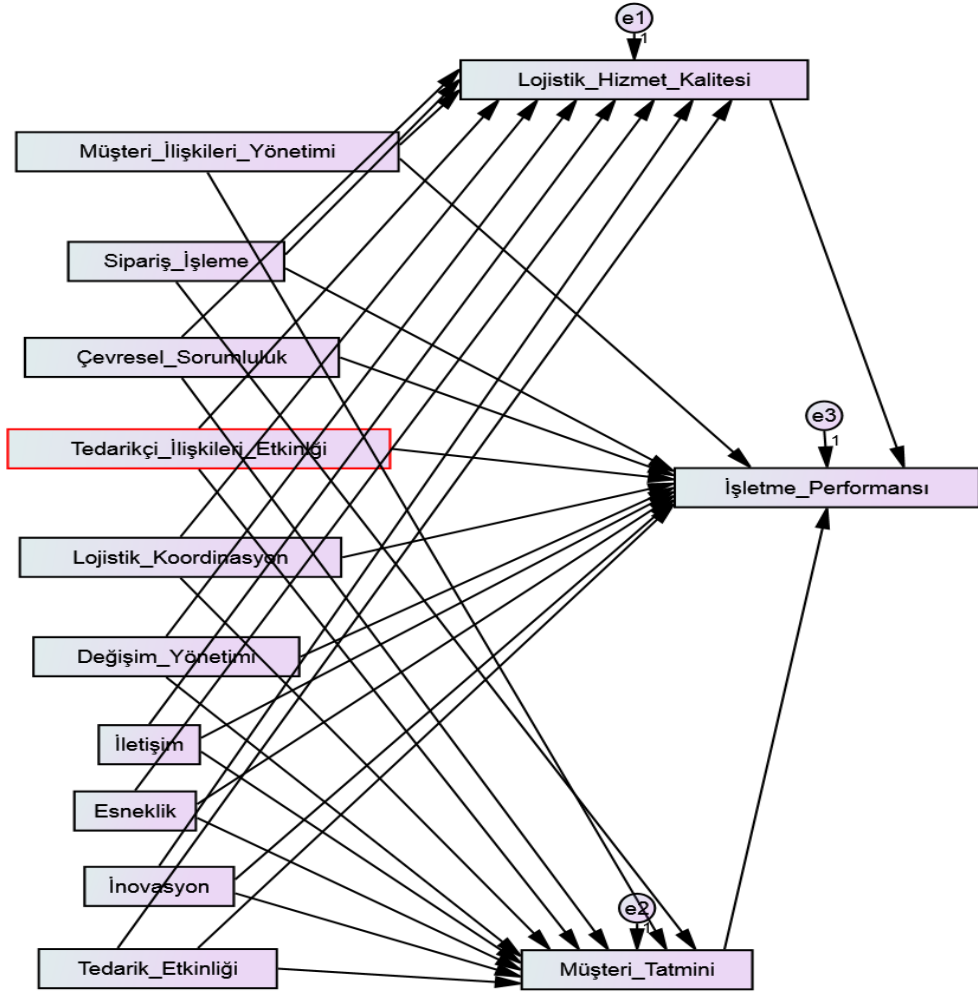 e1
1
Lojistik_Hizmet_Kalitesi
Müşteri_İlişkileri_Yönetimi
Sipariş_İşleme
Çevresel_Sorumluluk
Tedarikçi_İlişkileri_Etkinliği
e3
1
İşletme_Performansı
Lojistik_Koordinasyon
Değişim_Yönetimi
İletişim
Esneklik
İnovasyon
e2
1
Tedarik_Etkinliği
Müşteri_Tatmini